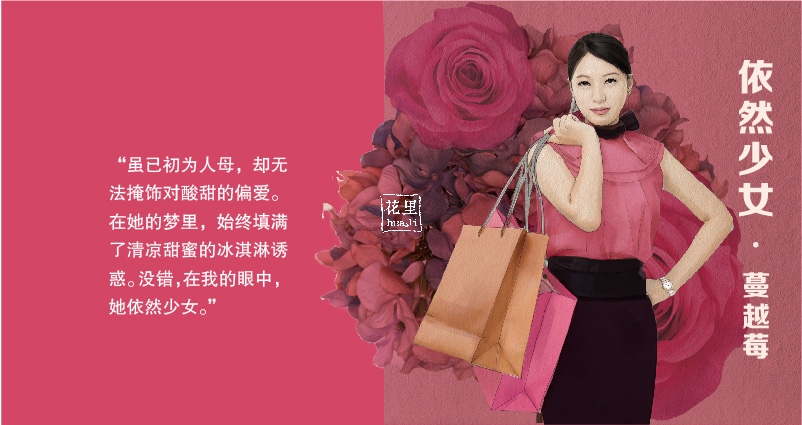 “虽已初为人母，却无
法掩饰对酸甜的偏爱。
在她的梦里，始终填满
了清凉甜蜜的冰淇淋诱
惑。没错，在我的眼中，
她依然少女。”
花里
hua.li
依然少女·蔓越莓